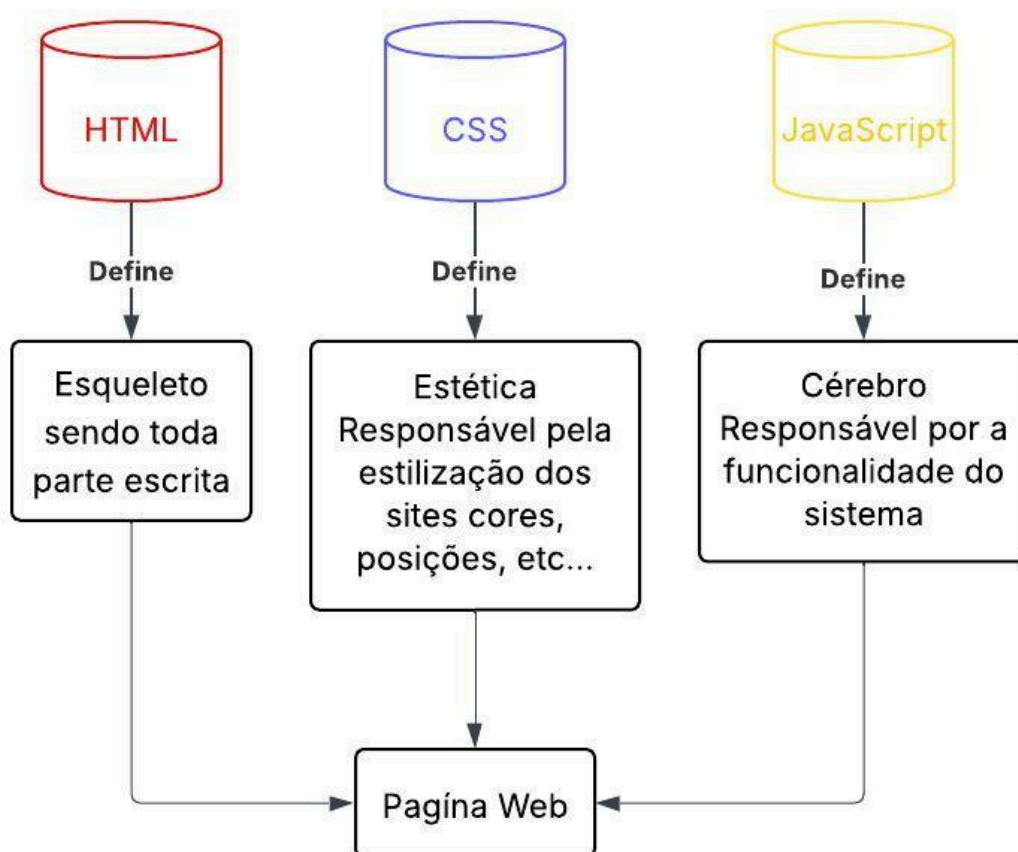 HTML
CSS
JavaScript
Define
Define
Define
Esqueleto
sendo toda
parte escrita
Estética
Responsável pela
estilização dos
sites cores,
posições, etc...
Cérebro
Responsável por a
funcionalidade do
sistema
Pagína Web